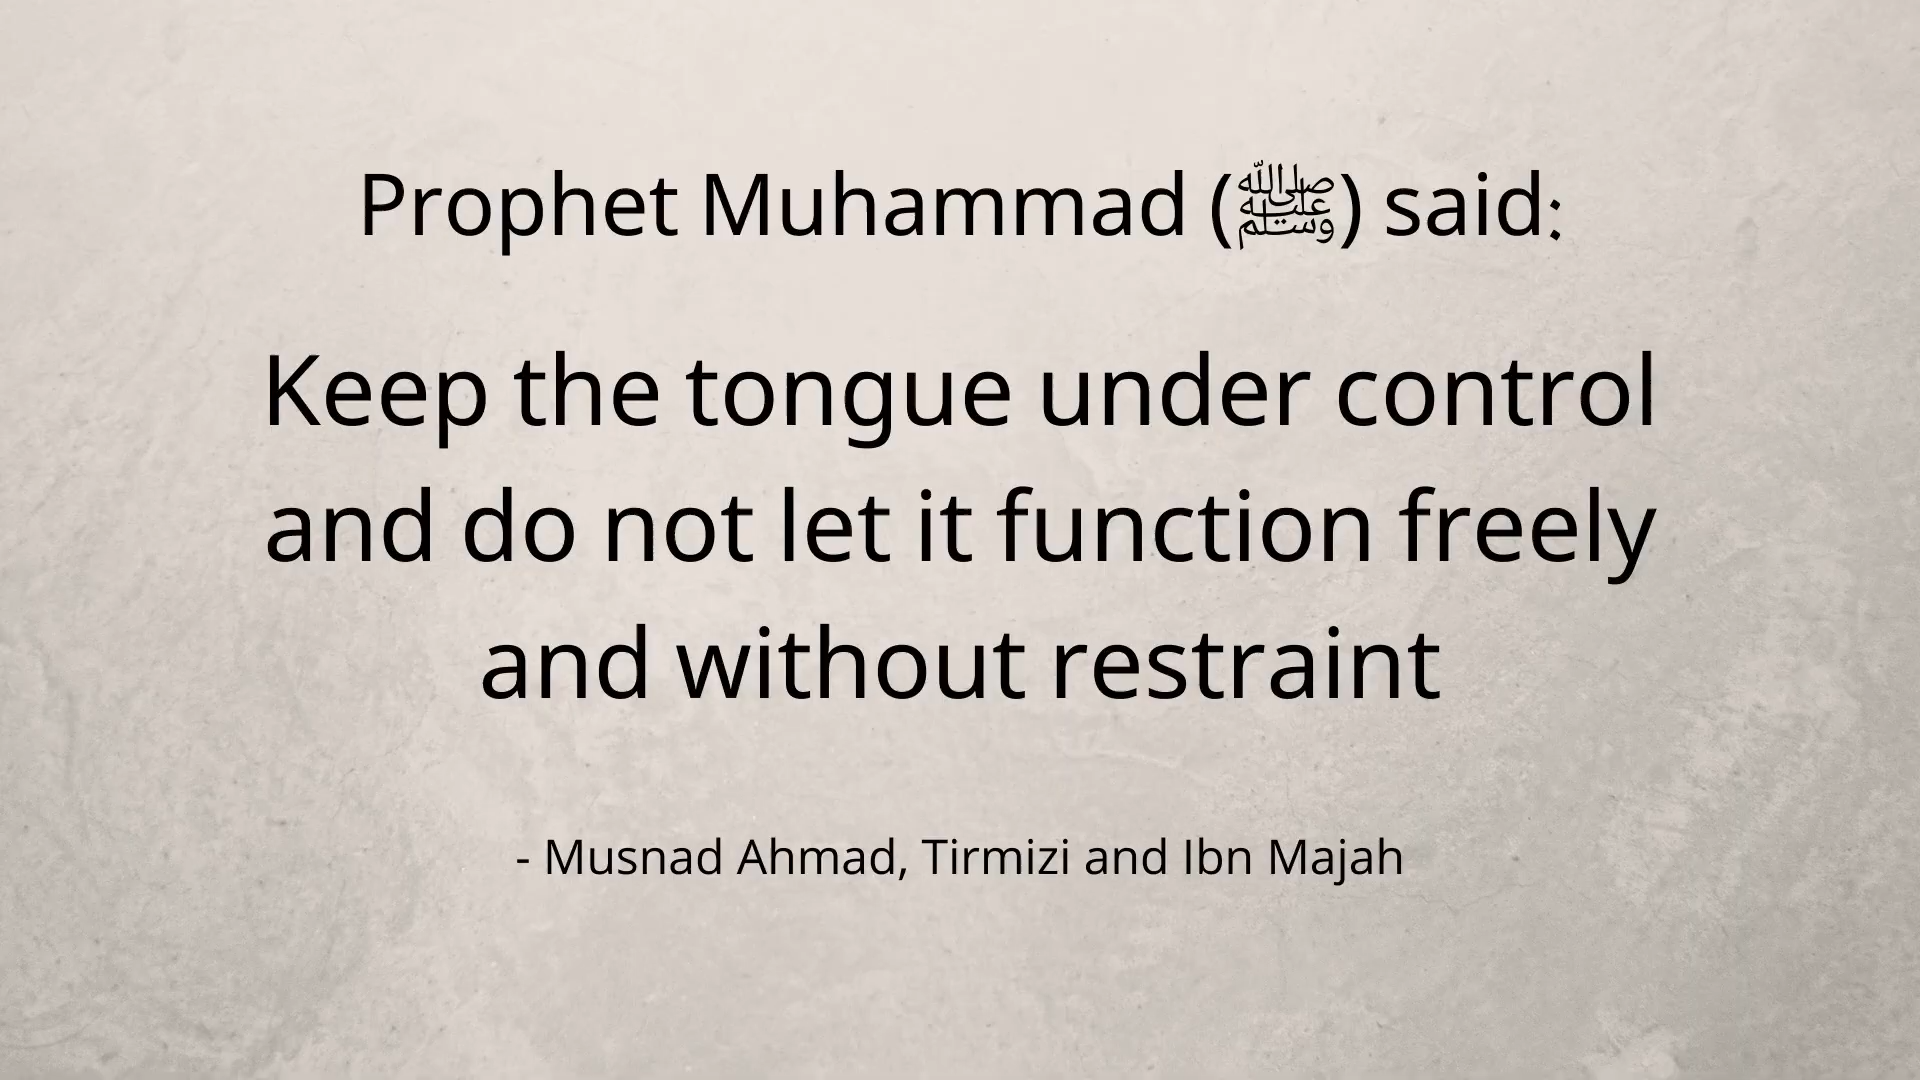 Prophet Muhammad (ﷺ) said:
Keep the tongue under control
and do not let it function freely
and without restraint
- Musnad Ahmad, Tirmizi and Ibn Majah